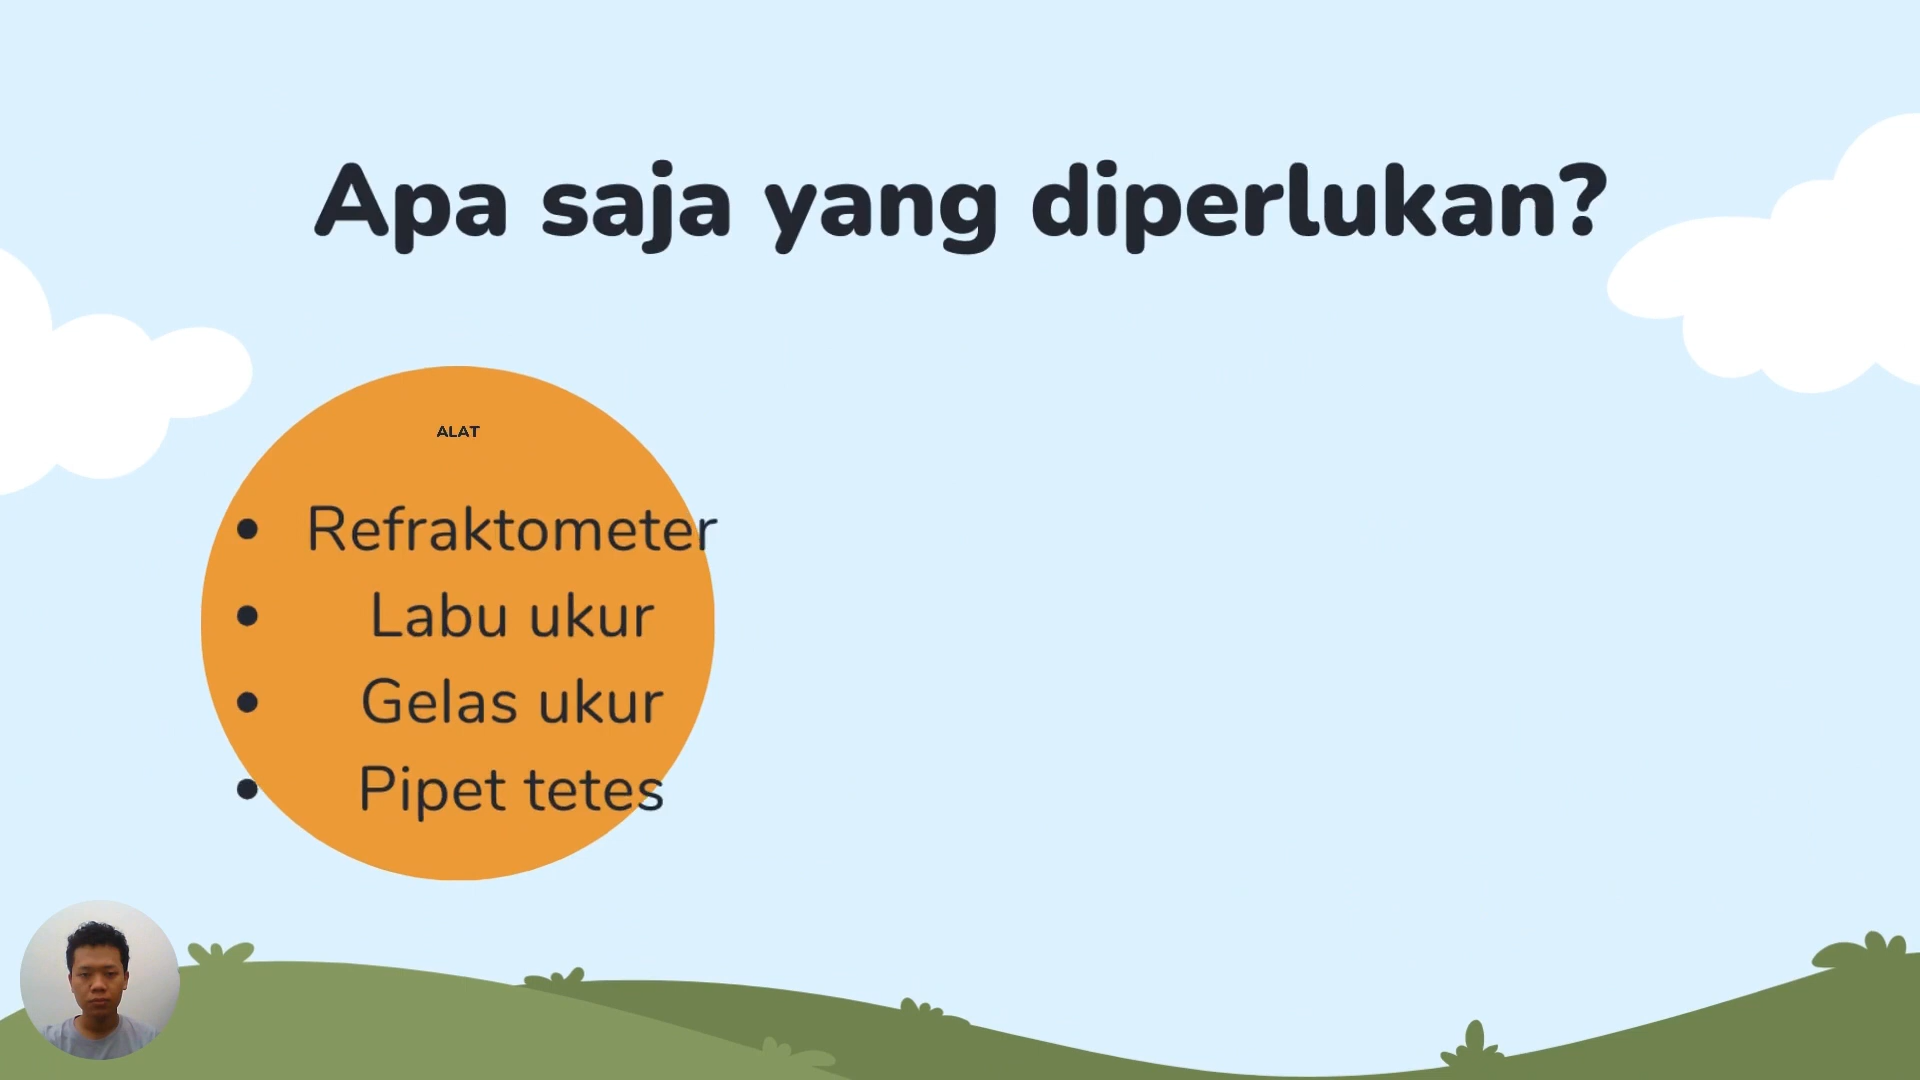 Apa saja yang diperlukan?
ALAT
• Refraktometer
• Labu ukur
• Gelas ukur
• Pipet tetes